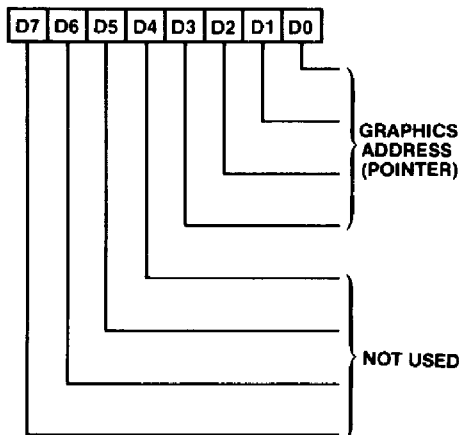 D7 D6 D5 D4 D3 D2 D1 D0
GRAPHICS
ADDRESS
(POINTER)
NOT USED